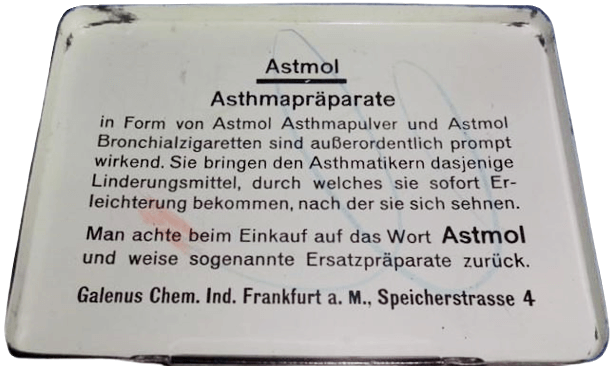 Astmol
Asthmapräparate
in Form von Astmol Asthmapulver und Astmol
Bronchialzigaretten sind außerordentlich prompt
wirkend. Sie bringen den Asthmatikern dasjenige
Linderungsmittel, durch welches sie sofort Er-
leichterung bekommen, nach der sie sich sehnen.
Man achte beim Einkauf auf das Wort Astmol
und weise sogenannte Ersatzpräparate zurück.
Galenus Chem. Ind. Frankfurt a. M., Speicherstrasse 4